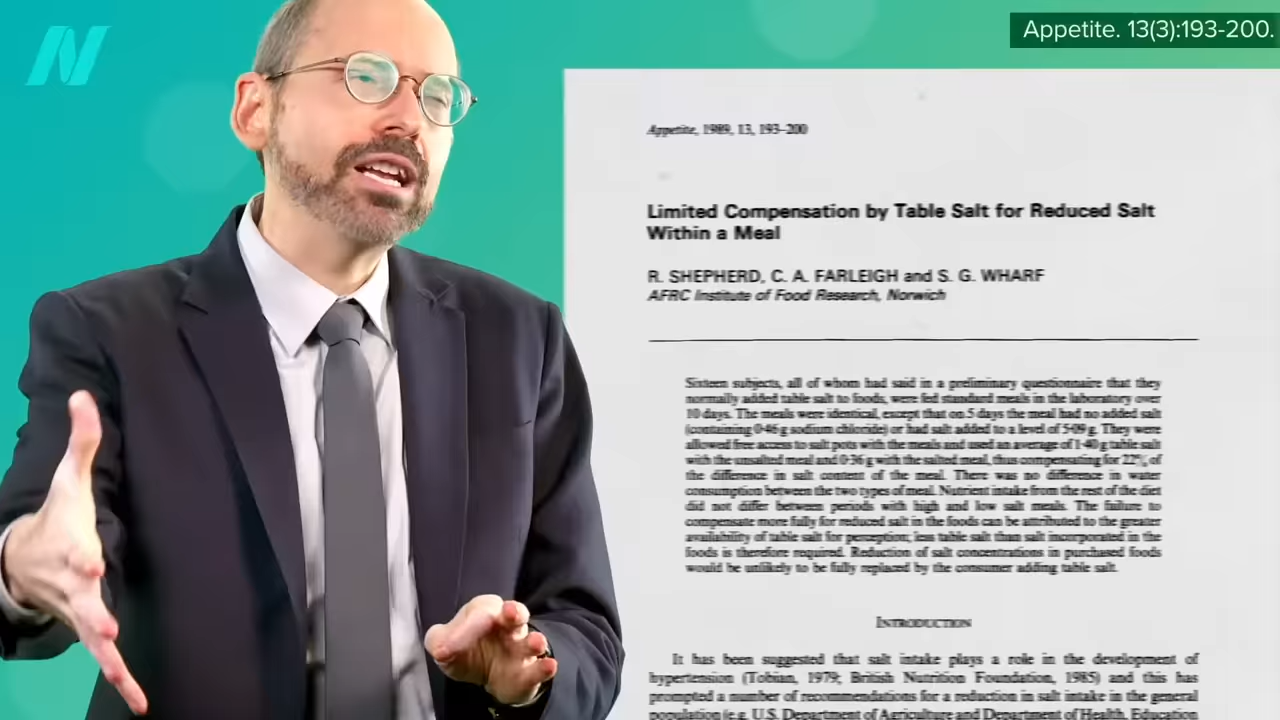 Appetite. 13(3):193-200.
Appetite, 1989, 13, 193–200
Limited Compensation by Table Salt for Reduced Salt
Within a Meal
R. SHEPHERD, C. A. FARLEIGH and S. G. WHARF
AFRC Institute of Food Research, Norwich
Sixteen subjects, all of whom had said in a preliminary questionnaire that they
normally added table salt to foods, were fed standard meals in the laboratory over
10 days. The meals were identical, except that on 5 days the meal had no added salt
(containing 0·46 g sodium chloride) or had salt added to a level of 5·09 g. They were
allowed free access to salt pots with the meals and used an average of 1·40 g table salt
with the unsalted meal and 0·36 g with the salted meal, thus compensating for 22% of
the difference in salt content of the meal. There was no difference in water
consumption between the two types of meal. Nutrient intake from the rest of the diet
did not differ between periods with high and low salt meals. The failure to
compensate more fully for reduced salt in the foods can be attributed to the greater
availability of table salt for perception; less table salt than salt incorporated in the
foods is therefore required. Reduction of salt concentrations in purchased foods
would be unlikely to be fully replaced by the consumer adding table salt.
INTRODUCTION
It has been suggested that salt intake plays a role in the development of
hypertension (Tobian, 1979; British Nutrition Foundation, 1985) and this has
prompted a number of recommendations for a reduction in salt intake in the general
population (e.g. U.S. Department of Agriculture and Department of Health, Education